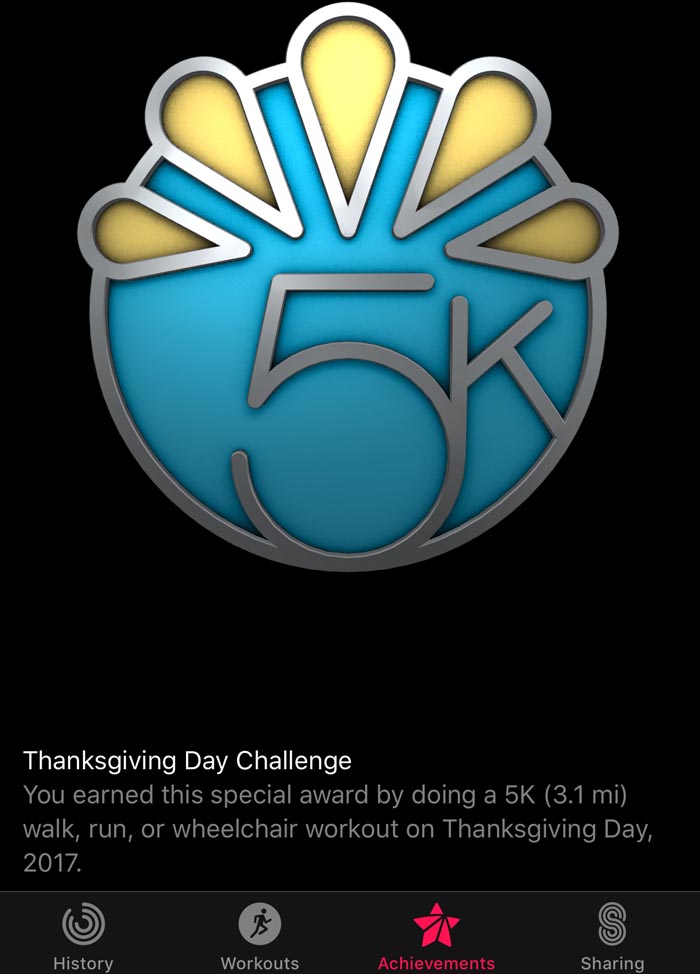 5K
Thanksgiving Day Challenge
You earned this special award by doing a 5K (3.1 mi)
walk, run, or wheelchair workout on Thanksgiving Day,
2017.
History Workouts Achievements Sharing